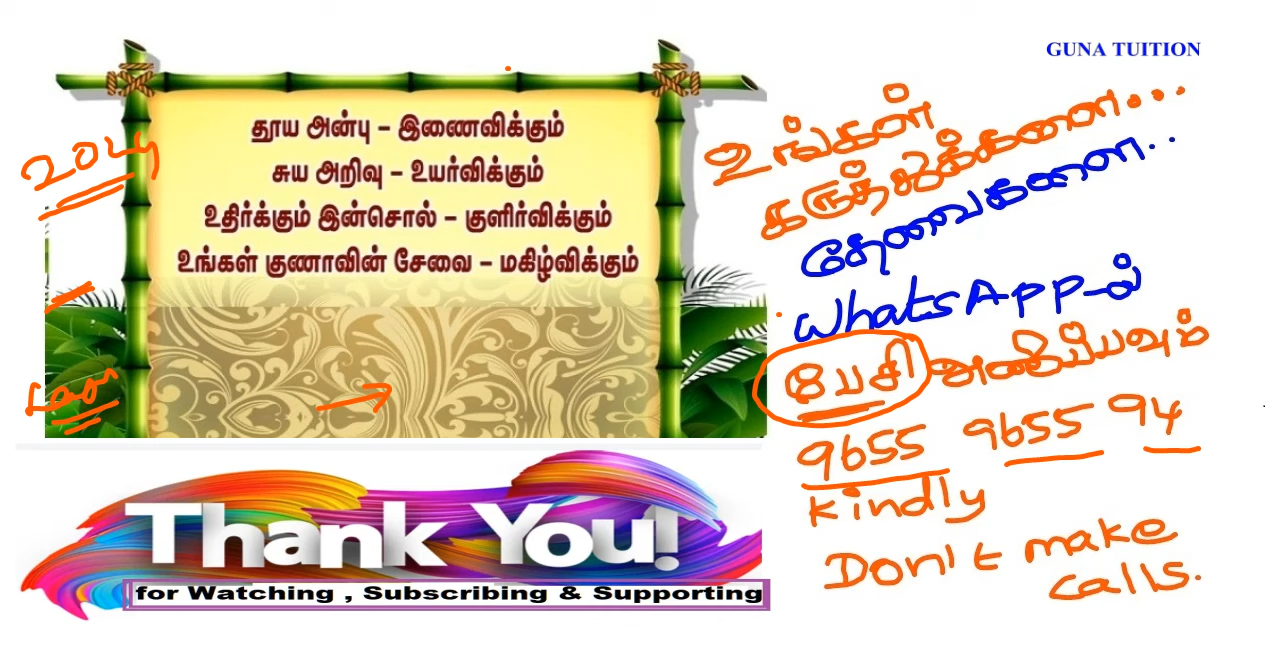 GUNA TUITION
தூய அன்பு – இணைவிக்கும்
சுய அறிவு – உயர்விக்கும்
உதிர்க்கும் இன்சொல் – குளிர்விக்கும்
உங்கள் குணாவின் சேவை – மகிழ்விக்கும்
Thank You!
for Watching , Subscribing & Supporting
உங்கள்
கருத்துக்களை...
தேவைகளை..
WhatsApp-ல்
பேசி அனுப்பவும்
9655 9655 94
kindly
Don't make
calls.